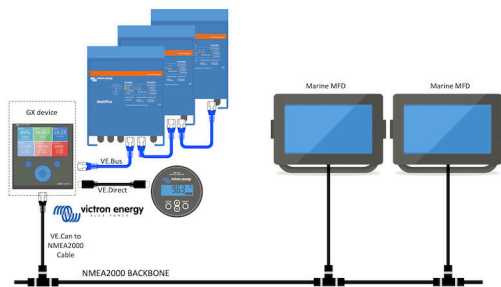 Marine MFD
Marine MFD
GX device
MultiPlus
VE.Bus
VE.Direct
victron energy
BLUE POWER
VE.Can to
NMEA2000
Cable
NMEA2000 BACKBONE